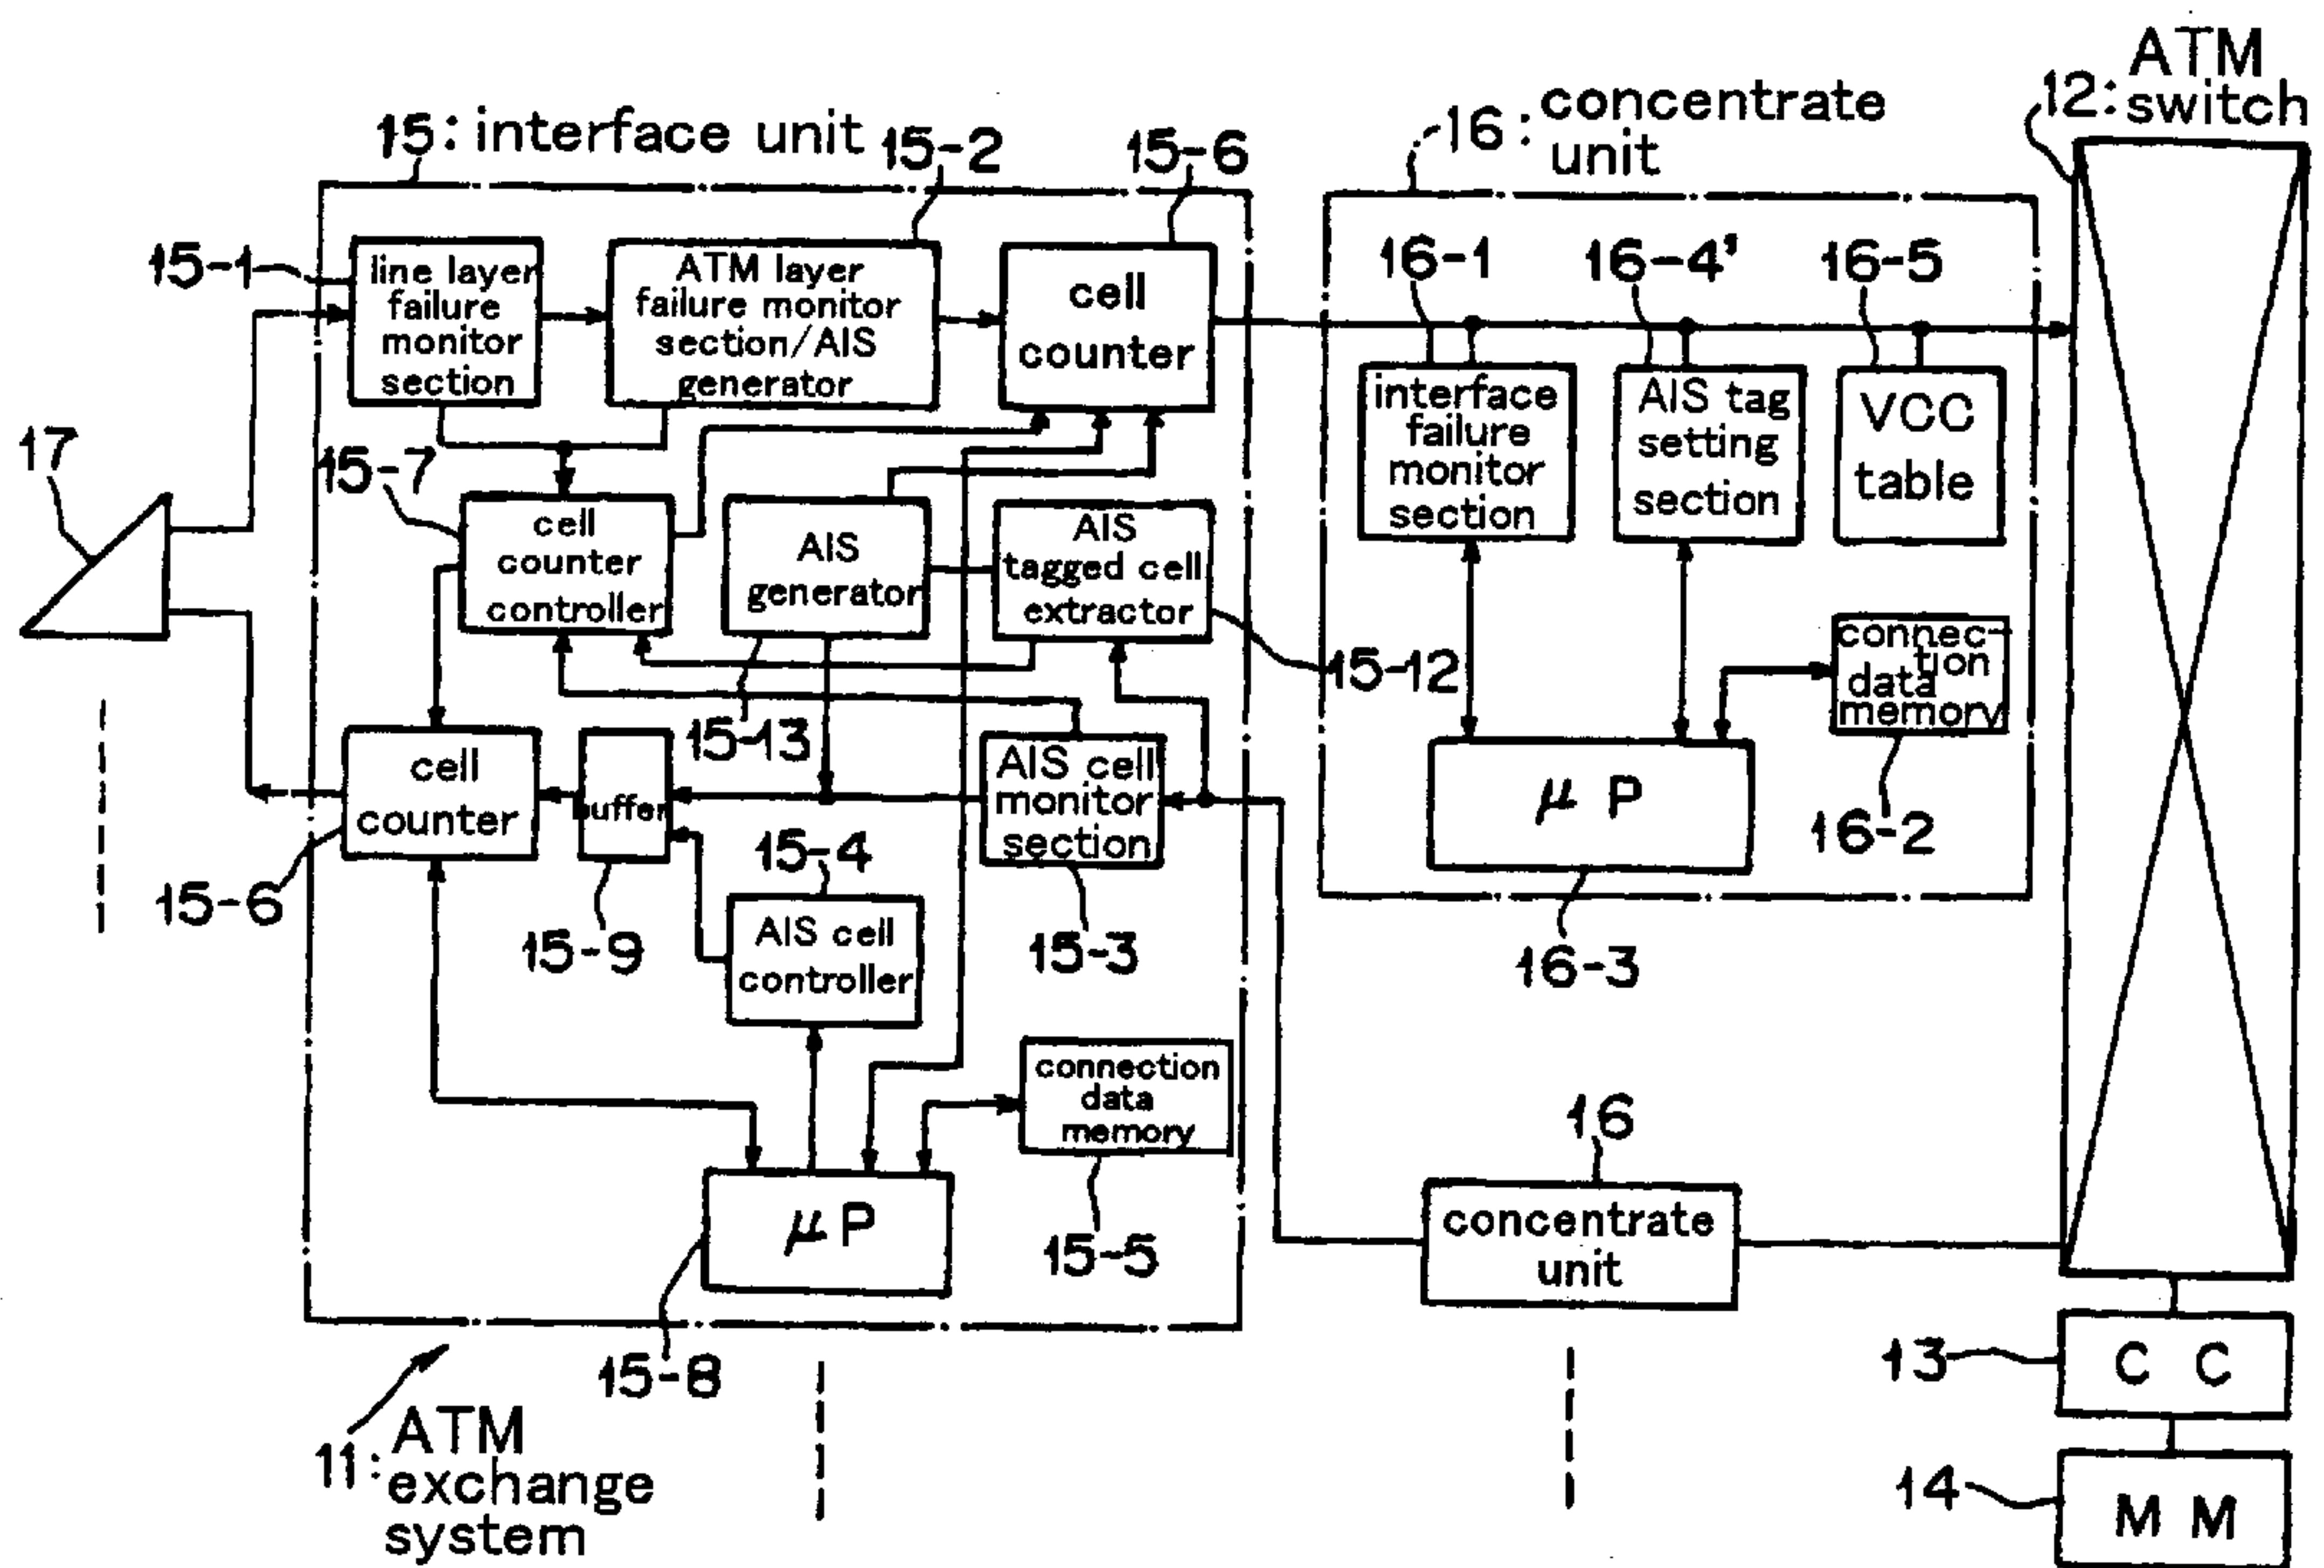 ATM
12: switch
15: interface unit
15-2
15-6
16: concentrate
unit
15-1
line layer
failure
monitor
section
ATM layer
failure monitor
section/AIS
generator
cell
counter
16-1
16-4'
16-5
interface
failure
monitor
section
AIS tag
setting
section
VCC
table
17
15-7
cell
counter
controller
AIS
generator
AIS
tagged cell
extractor
15-12
connec-
tion
data
memory
15-13
cell
counter
buffer
AIS cell
monitor
section
μP
16-2
15-6
15-9
15-4
AIS cell
controller
15-3
16-3
connection
data
memory
15-5
μP
15-8
16
concentrate
unit
13
CC
14
MM
11: ATM
exchange
system